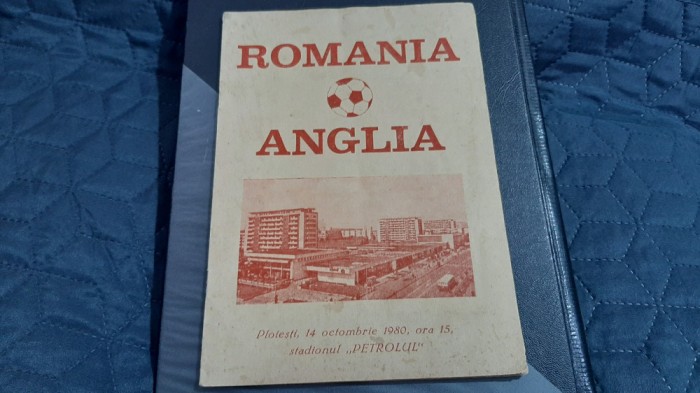 ROMANIA
ANGLIA
Ploiești, 14 octombrie 1980, ora 15,
stadionul „PETROLUL"